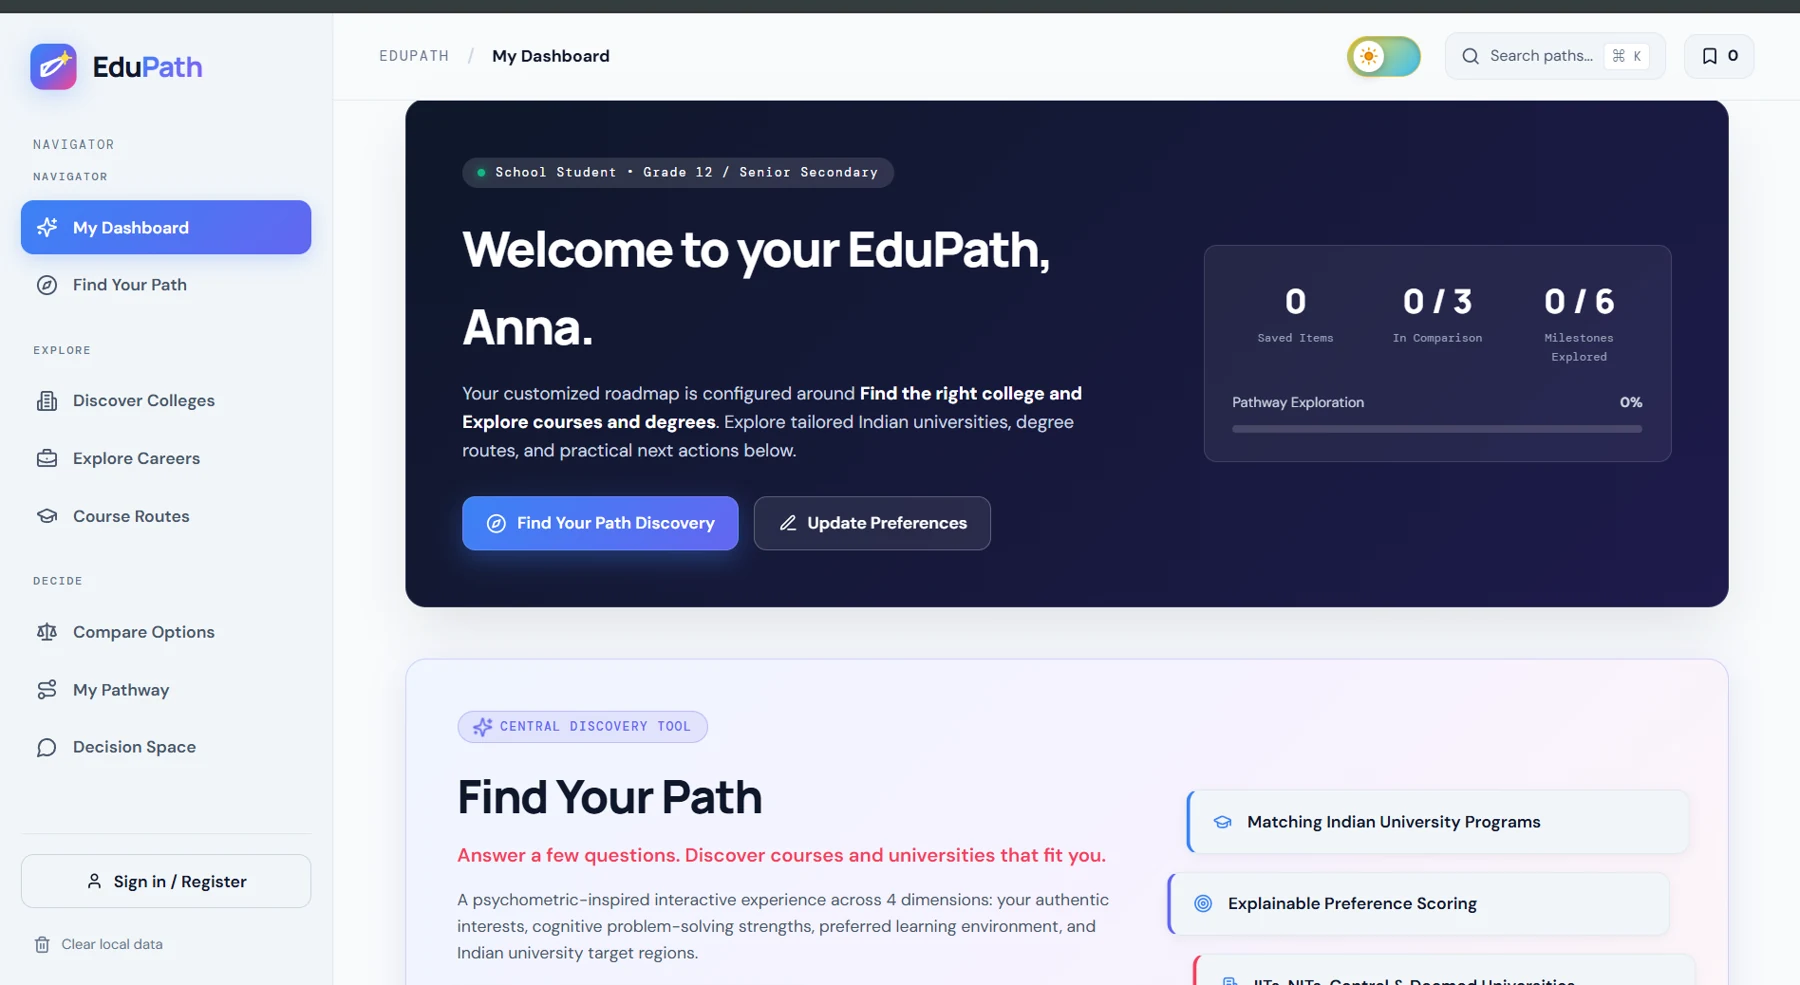 EduPath
NAVIGATOR
NAVIGATOR
My Dashboard
Find Your Path
EXPLORE
Discover Colleges
Explore Careers
Course Routes
DECIDE
Compare Options
My Pathway
Decision Space
Sign in / Register
Clear local data
EDUPATH / My Dashboard
Search paths... ⌘ K
0
School Student • Grade 12 / Senior Secondary
Welcome to your EduPath,
Anna.
Your customized roadmap is configured around Find the right college and
Explore courses and degrees. Explore tailored Indian universities, degree
routes, and practical next actions below.
Find Your Path Discovery
Update Preferences
0 0 / 3 0 / 6
Saved Items In Comparison Milestones
Explored
Pathway Exploration 0%
CENTRAL DISCOVERY TOOL
Find Your Path
Answer a few questions. Discover courses and universities that fit you.
A psychometric-inspired interactive experience across 4 dimensions: your authentic
interests, cognitive problem-solving strengths, preferred learning environment, and
Indian university target regions.
Matching Indian University Programs
Explainable Preference Scoring
IITs, NITs, Central & Deemed Universities